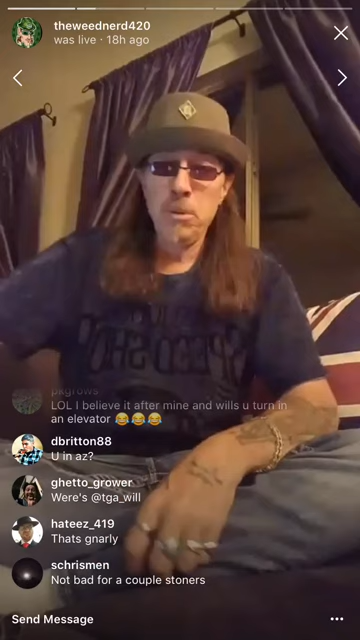 theweednerd420
was live · 18h ago
pkgrows
LOL I believe it after mine and wills u turn in
an elevator 😂😂😂
dbritton88
U in az?
ghetto_grower
Were's @tga_will
hateez_419
Thats gnarly
schrismen
Not bad for a couple stoners
Send Message